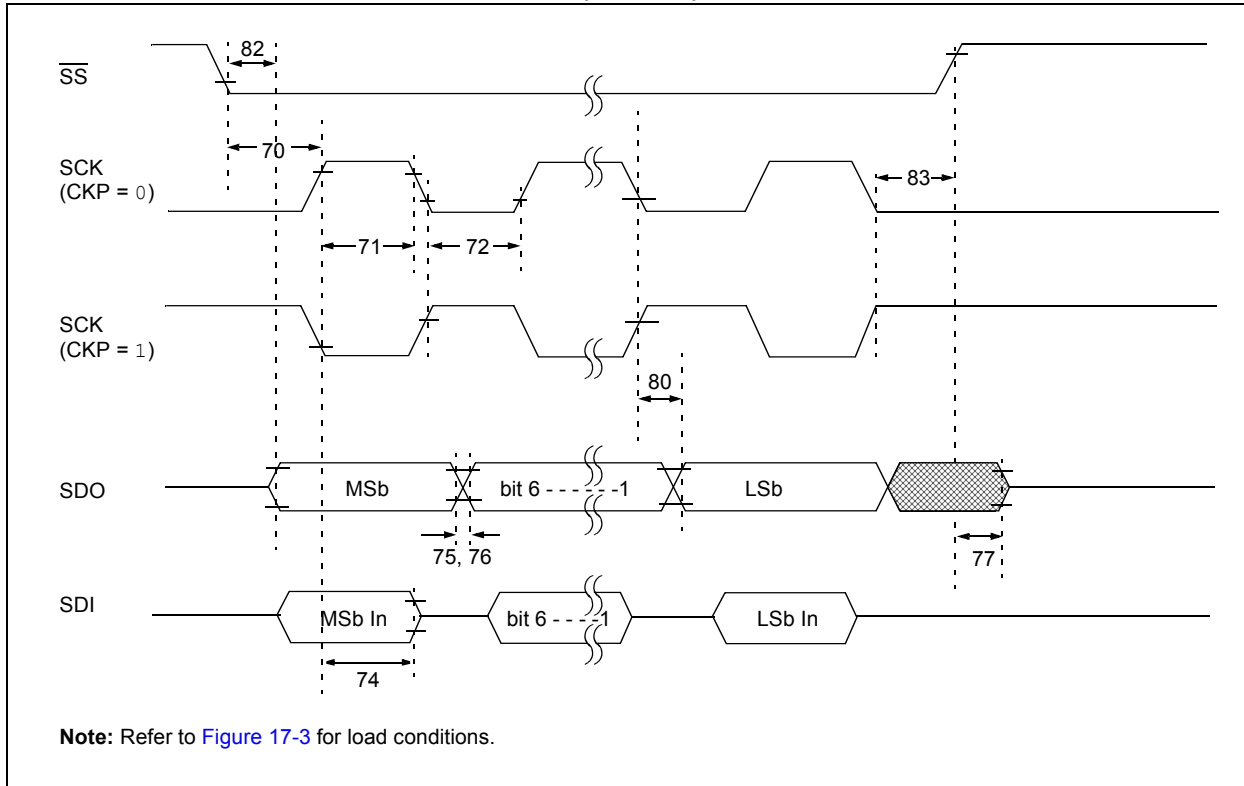 82
SS
70
SCK
(CKP = 0)
83
71
72
SCK
(CKP = 1)
80
SDO
MSb
bit 6 - - - - - - -1
LSb
75, 76
77
SDI
MSb In
bit 6 - - - - -1
LSb In
74
Note: Refer to Figure 17-3 for load conditions.